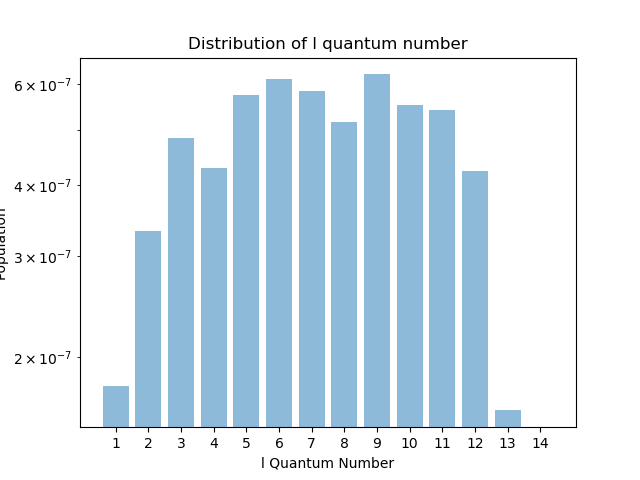 Distribution of l quantum number
6 × 10⁻⁷
4 × 10⁻⁷
3 × 10⁻⁷
2 × 10⁻⁷
Population
1 2 3 4 5 6 7 8 9 10 11 12 13 14
l Quantum Number